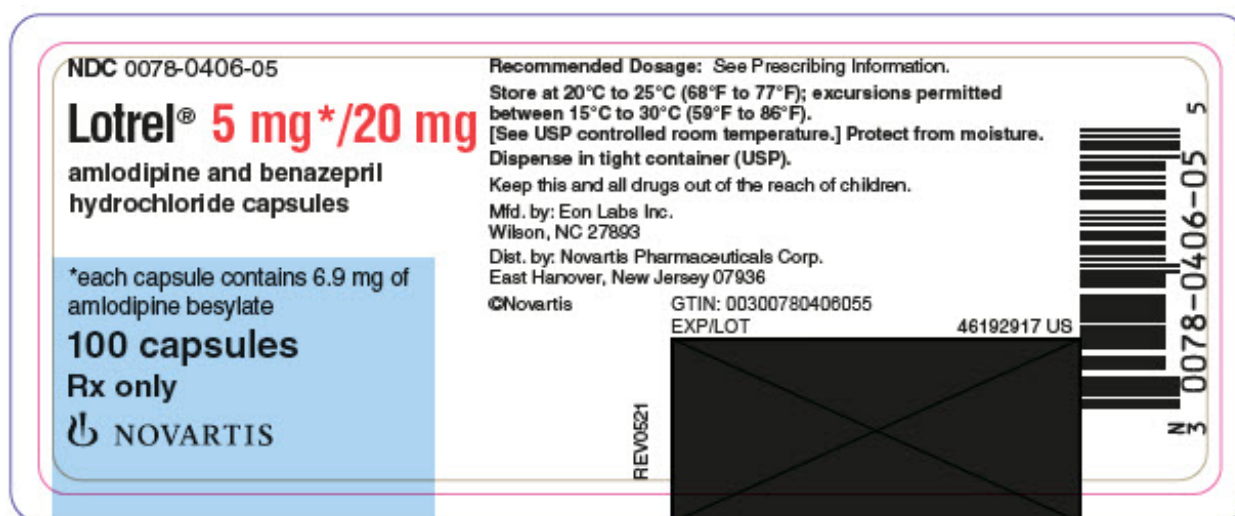 NDC 0078-0406-05
Lotrel® 5 mg*/20 mg
amlodipine and benazepril
hydrochloride capsules
*each capsule contains 6.9 mg of
amlodipine besylate
100 capsules
Rx only
NOVARTIS
Recommended Dosage: See Prescribing Information.
Store at 20°C to 25°C (68°F to 77°F); excursions permitted
between 15°C to 30°C (59°F to 86°F).
[See USP controlled room temperature.] Protect from moisture.
Dispense in tight container (USP).
Keep this and all drugs out of the reach of children.
Mfd. by: Eon Labs Inc.
Wilson, NC 27893
Dist. by: Novartis Pharmaceuticals Corp.
East Hanover, New Jersey 07936
©Novartis
GTIN: 00300780406055
EXP/LOT 46192917 US
REV0521
N
3 0078-0406-05 5